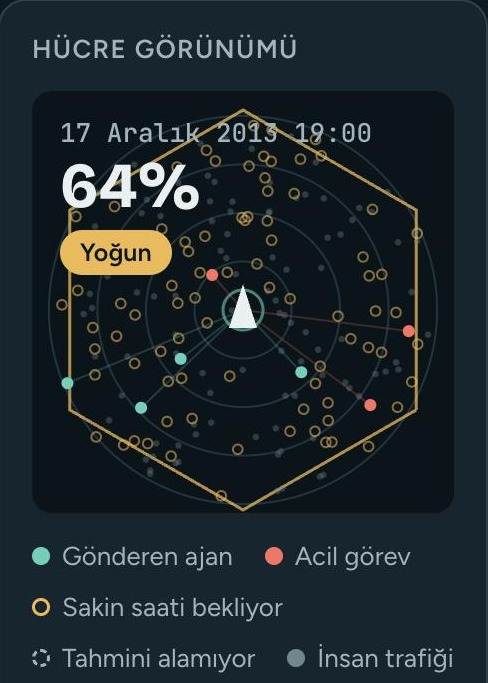 HÜCRE GÖRÜNÜMÜ
17 Aralık 2013 19:00
64%
Yoğun
Gönderen ajan
Acil görev
Sakin saati bekliyor
Tahmini alamıyor
İnsan trafiği